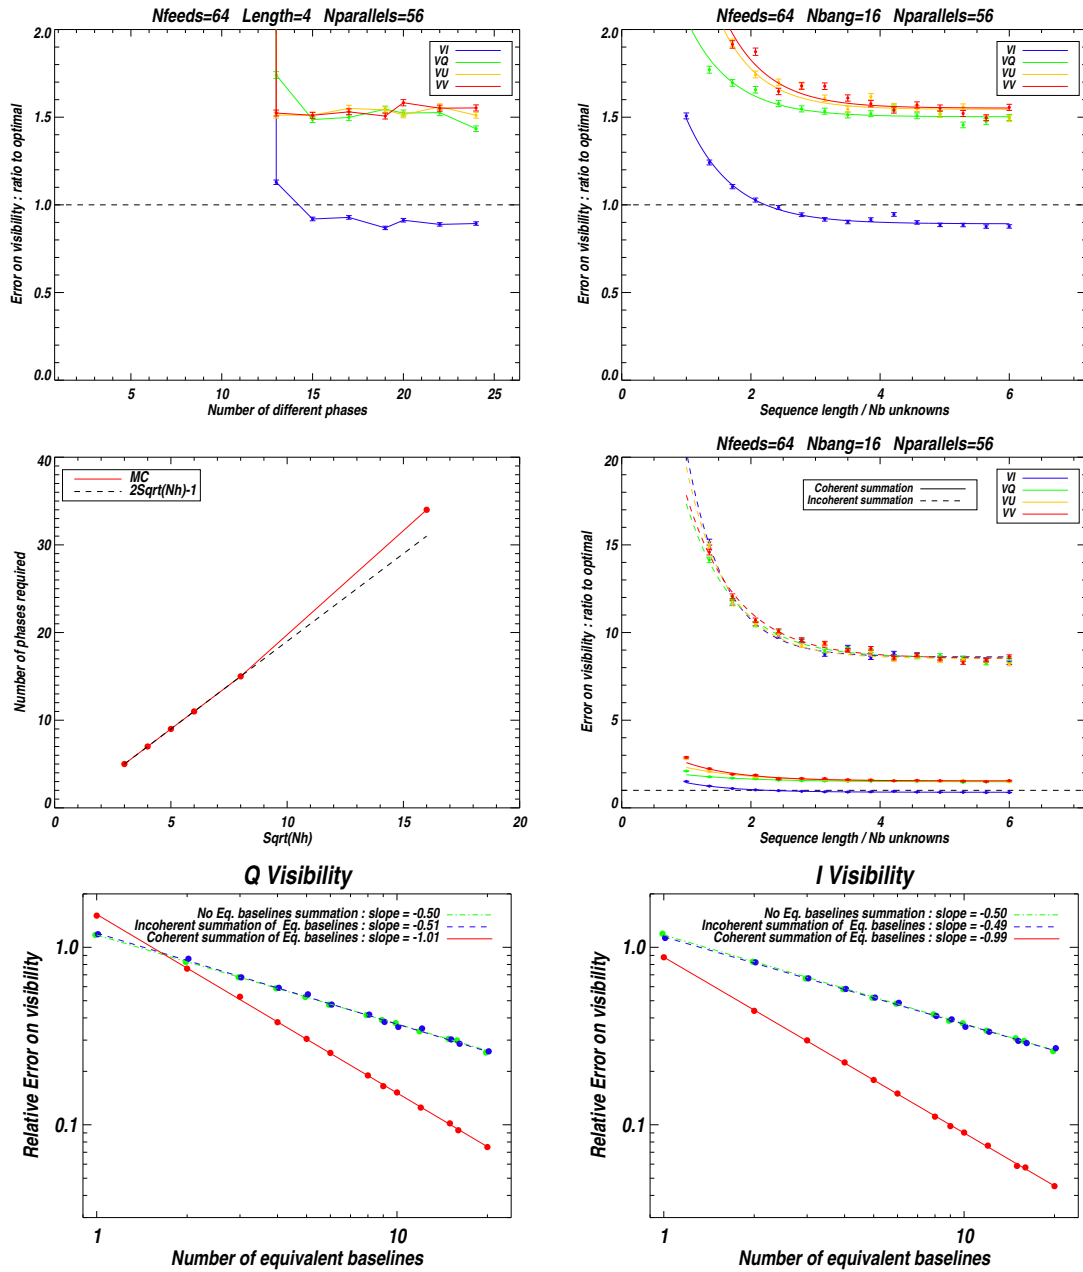 Nfeeds=64 Length=4 Nparallels=56
2.0
1.5
1.0
0.5
0.0
Error on visibility : ratio to optimal
VI
VQ
VU
VV
5 10 15 20 25
Number of different phases
Nfeeds=64 Nbang=16 Nparallels=56
2.0
1.5
1.0
0.5
0.0
Error on visibility : ratio to optimal
VI
VQ
VU
VV
0 2 4 6
Sequence length / Nb unknowns
40
30
20
10
0
Number of phases required
MC
2Sqrt(Nh)-1
0 5 10 15 20
Sqrt(Nh)
Nfeeds=64 Nbang=16 Nparallels=56
20
15
10
5
0
Error on visibility : ratio to optimal
Coherent summation
Incoherent summation
VI
VQ
VU
VV
0 2 4 6
Sequence length / Nb unknowns
Q Visibility
No Eq. baselines summation : slope = -0.50
Incoherent summation of Eq. baselines : slope = -0.51
Coherent summation of Eq. baselines : slope = -1.01
1.0
0.1
Relative Error on visibility
1 10
Number of equivalent baselines
I Visibility
No Eq. baselines summation : slope = -0.50
Incoherent summation of Eq. baselines : slope = -0.49
Coherent summation of Eq. baselines : slope = -0.99
1.0
0.1
Relative Error on visibility
1 10
Number of equivalent baselines